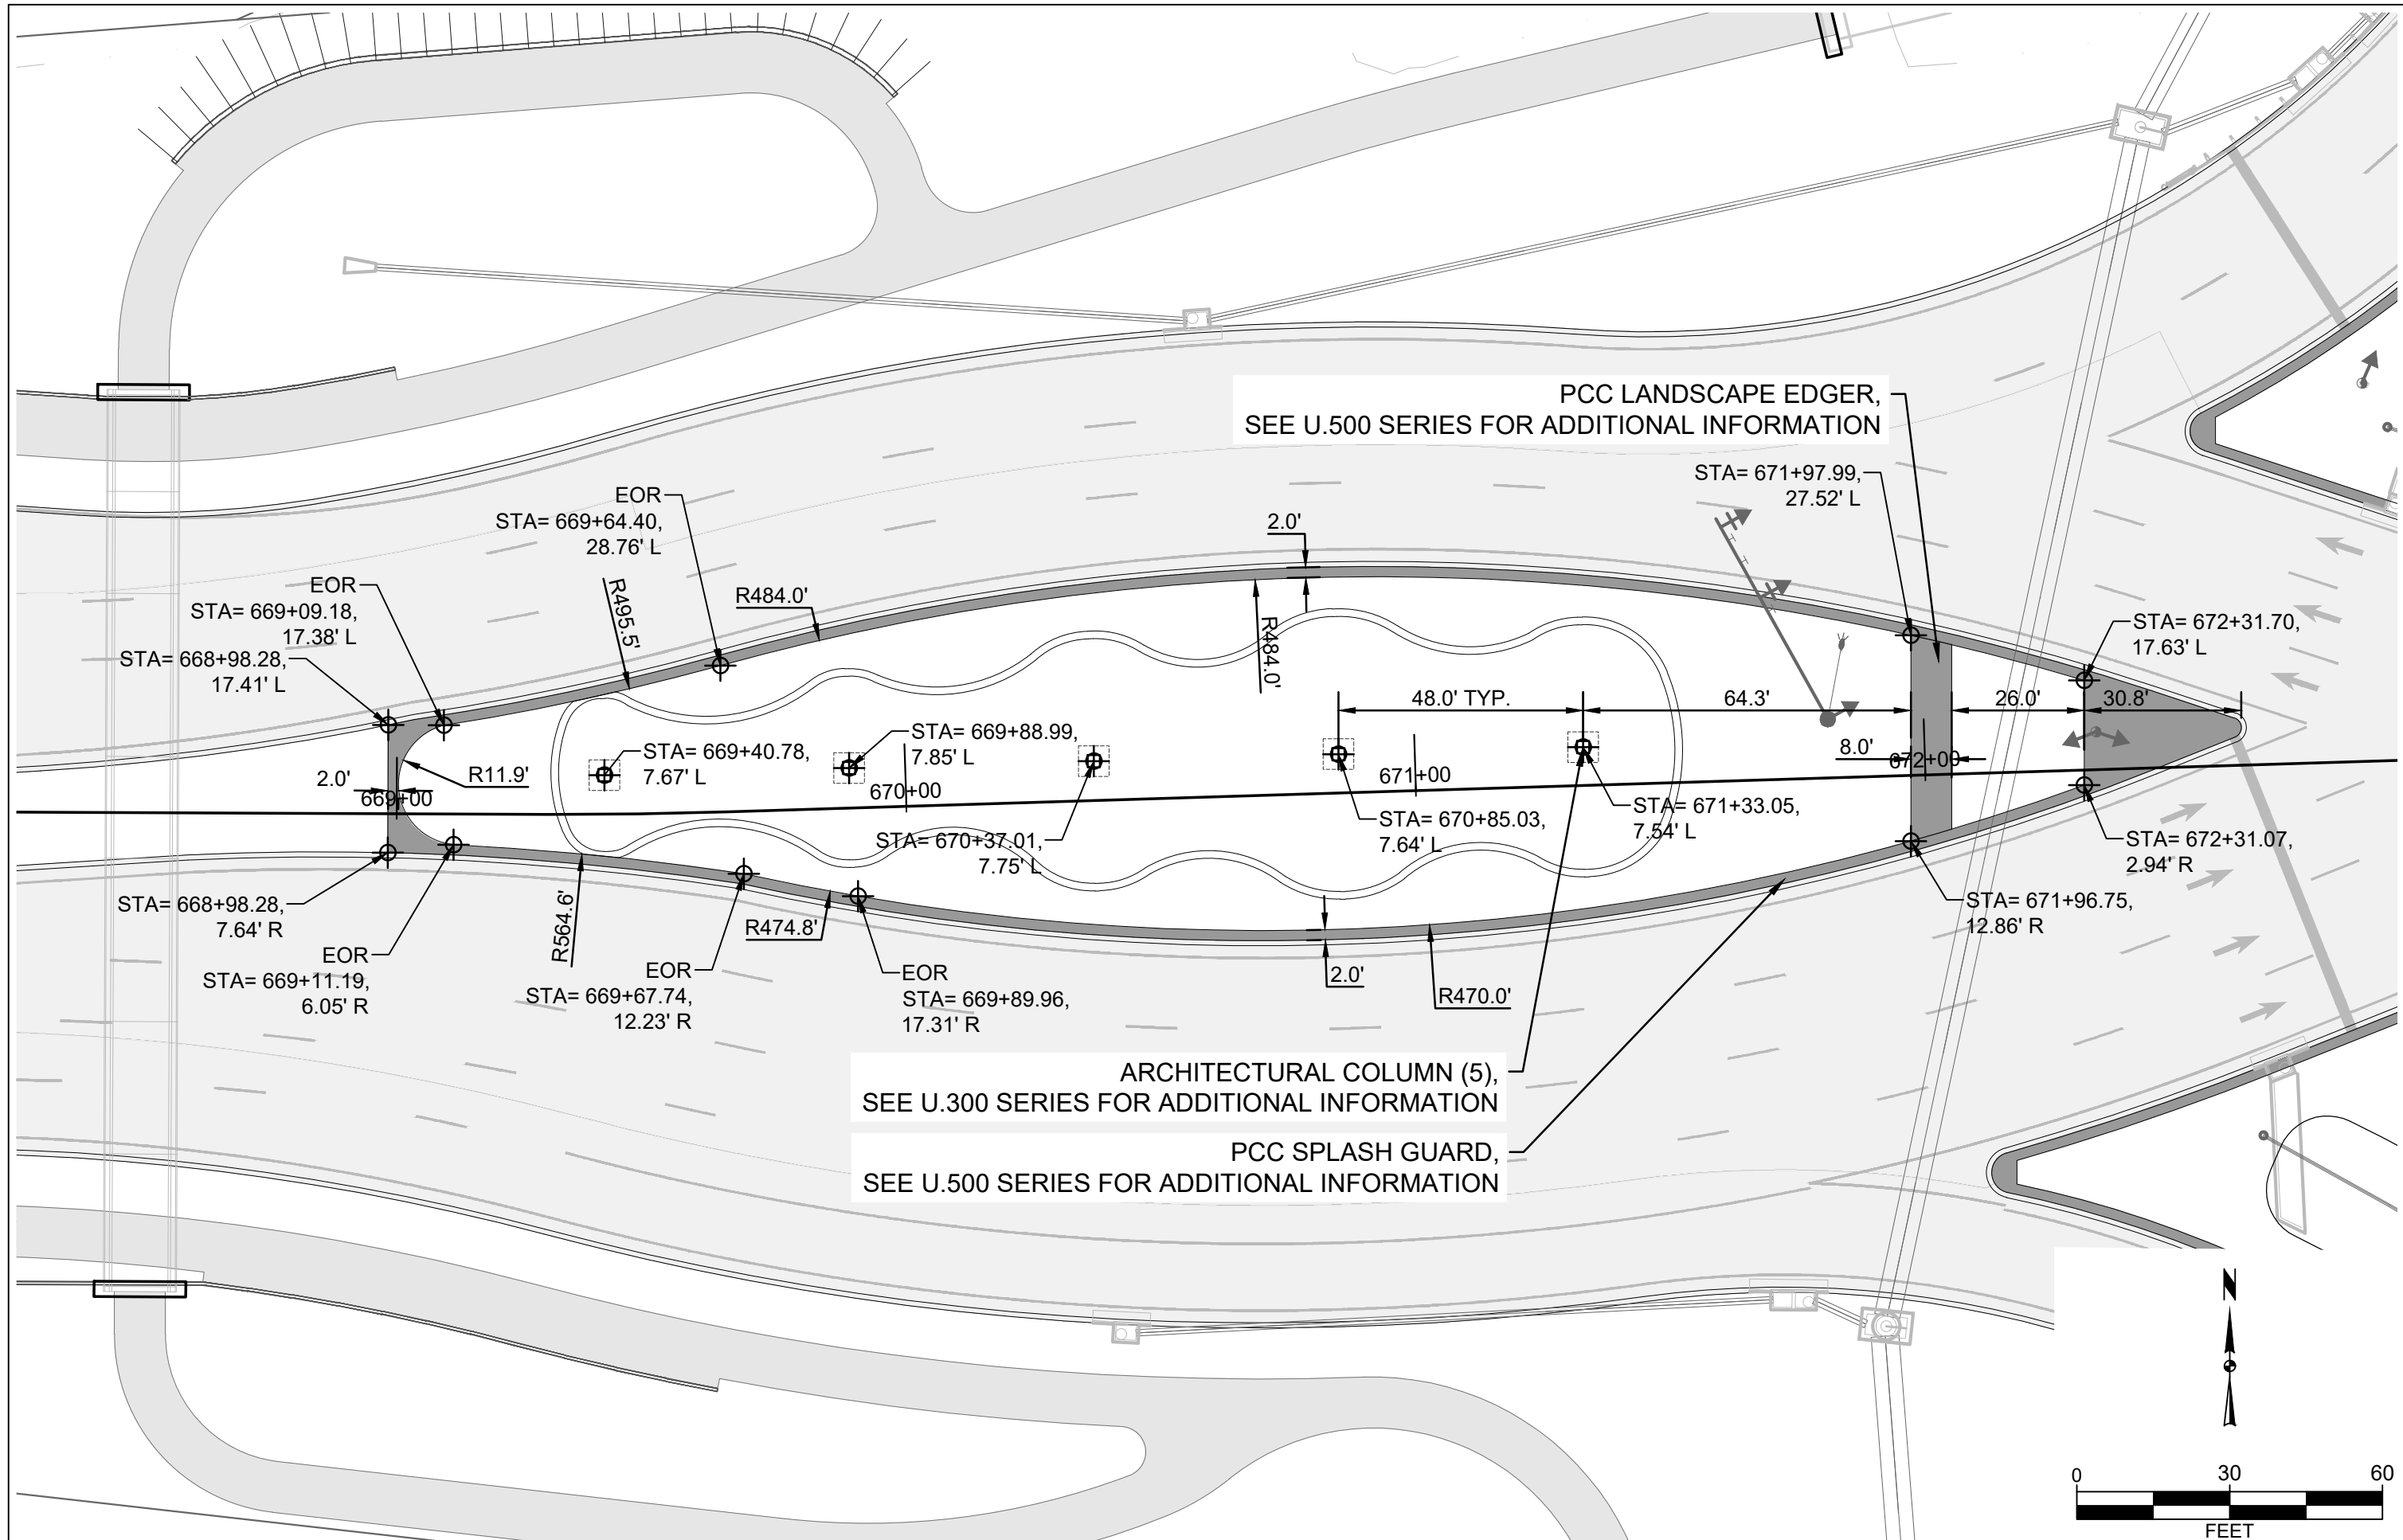 PCC LANDSCAPE EDGER,
SEE U.500 SERIES FOR ADDITIONAL INFORMATION
STA= 671+97.99,
27.52' L
EOR
STA= 669+64.40,
28.76' L
2.0'
EOR
STA= 669+09.18,
17.38' L
R495.5'
R484.0'
R484.0'
STA= 672+31.70,
17.63' L
STA= 668+98.28,
17.41' L
48.0' TYP.
64.3'
26.0'
30.8'
STA= 669+40.78,
7.67' L
STA= 669+88.99,
7.85' L
8.0'
672+00
2.0'
R11.9'
669+00
670+00
671+00
STA= 670+37.01,
7.75' L
STA= 670+85.03,
7.64' L
STA= 671+33.05,
7.54' L
STA= 672+31.07,
2.94' R
STA= 668+98.28,
7.64' R
R564.6'
R474.8'
STA= 671+96.75,
12.86' R
EOR
STA= 669+11.19,
6.05' R
EOR
STA= 669+67.74,
12.23' R
EOR
STA= 669+89.96,
17.31' R
2.0'
R470.0'
ARCHITECTURAL COLUMN (5),
SEE U.300 SERIES FOR ADDITIONAL INFORMATION
PCC SPLASH GUARD,
SEE U.500 SERIES FOR ADDITIONAL INFORMATION
N
0 30 60
FEET